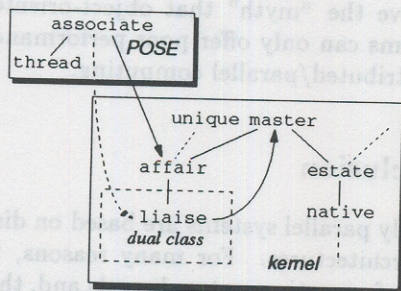 associate
POSE
thread
unique master
affair
estate
liaise
native
dual class
kernel